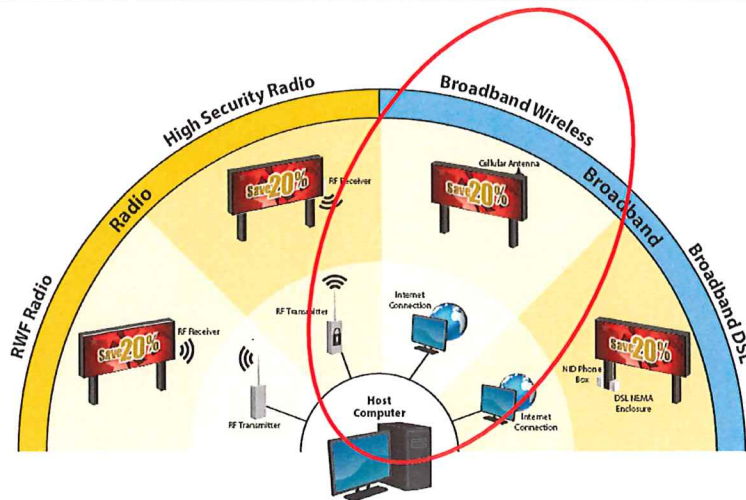 High Security Radio
Broadband Wireless
RWF Radio
Radio
Broadband
Broadband DSL
Save 20%
RF Receiver
Cellular Antenna
Save 20%
Save 20%
RF Receiver
RF Transmitter
Internet
Connection
Save 20%
NID Phone
Box
DSL NEMA
Enclosure
RF Transmitter
Host
Computer
Internet
Connection